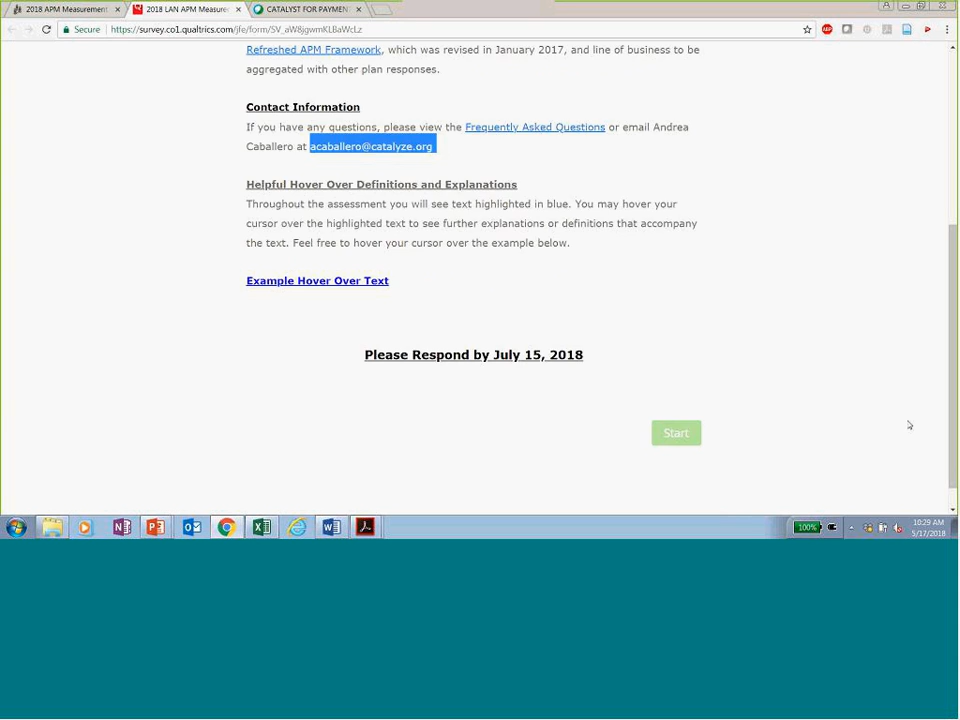 2018 APM Measurement
2018 LAN APM Measure
CATALYST FOR PAYMEN
Secure
https://survey.co1.qualtrics.com/jfe/form/SV_aW8jgwmKLBaWcLz
Refreshed APM Framework, which was revised in January 2017, and line of business to be
aggregated with other plan responses.
Contact Information
If you have any questions, please view the Frequently Asked Questions or email Andrea
Caballero at acaballero@catalyze.org
Helpful Hover Over Definitions and Explanations
Throughout the assessment you will see text highlighted in blue. You may hover your
cursor over the highlighted text to see further explanations or definitions that accompany
the text. Feel free to hover your cursor over the example below.
Example Hover Over Text
Please Respond by July 15, 2018
Start
100%
10:29 AM
5/17/2018